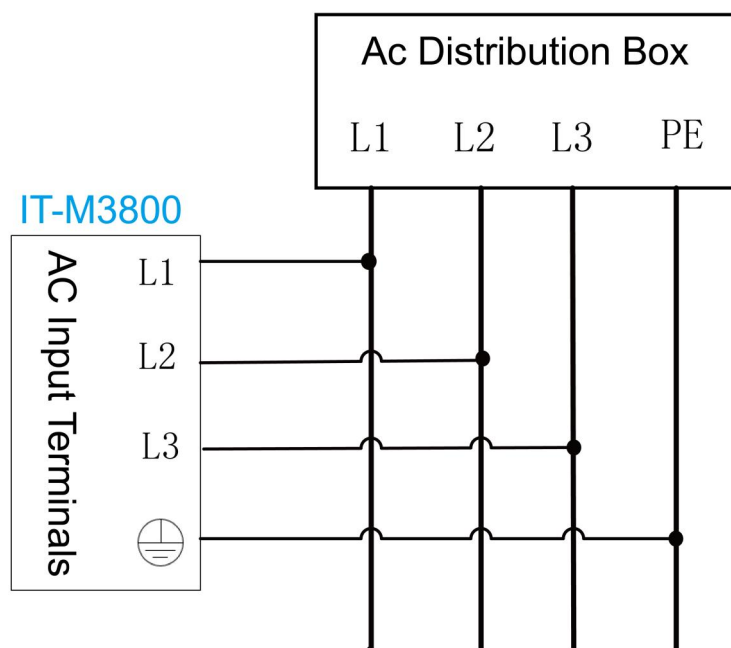 Ac Distribution Box
L1 L2 L3 PE
IT-M3800
AC Input Terminals
L1
L2
L3